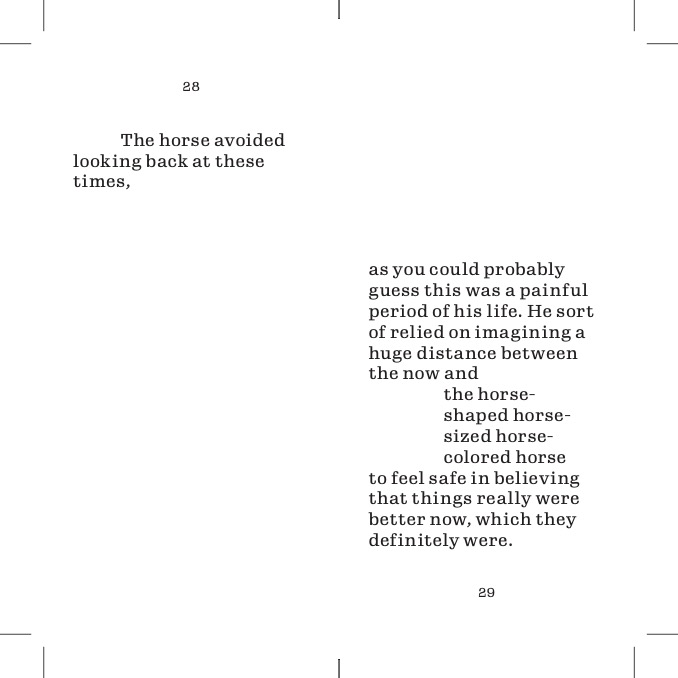 28
The horse avoided
looking back at these
times,
as you could probably
guess this was a painful
period of his life. He sort
of relied on imagining a
huge distance between
the now and
the horse-
shaped horse-
sized horse-
colored horse
to feel safe in believing
that things really were
better now, which they
definitely were.
29